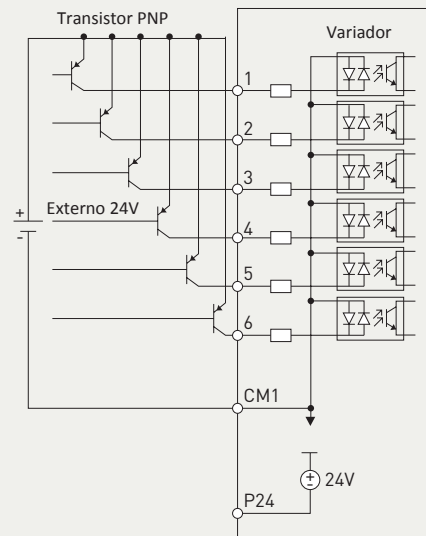 Transistor PNP
Variador
1
2
3
Externo 24V
4
5
6
CM1
24V
P24